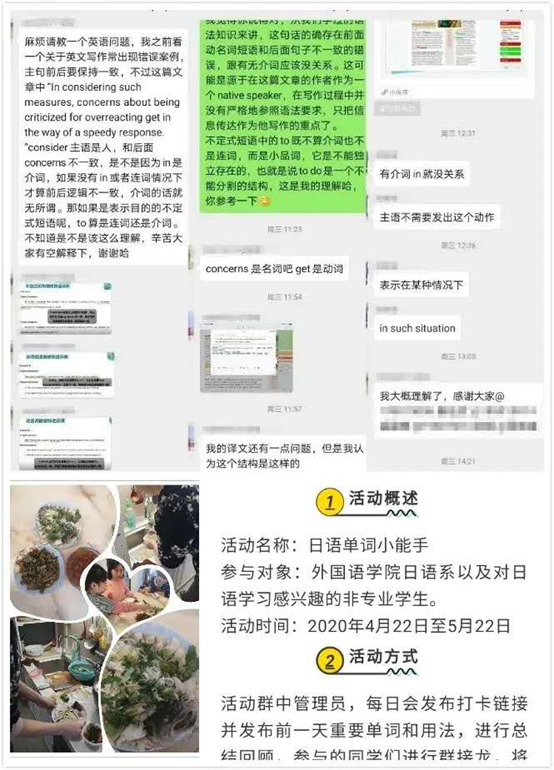 麻烦请教一个英语问题，我之前看
一个关于英文写作常出现错误案例，
主句前后要保持一致，不过这篇
文章中 "In considering such
measures, concerns about being
criticized for overreacting get in
the way of a speedy response.
"consider 主语是人，和后面
concerns 不一致，是不是因为 in 是
介词，如果没有 in 或者连词情况下
才算前后逻辑不一致，介词的话就
无所谓。那如果是表示目的的不定
式短语呢，to 算是连词还是介词。
不知道是不是该这么理解，辛苦大
家有空解释下，谢谢哈
法知识来讲，这句话的确存在前面
动名词短语和后面句子不一致的错
误，跟有无介词应该没关系。这可
能是源于在这篇文章的作者作为一
个 native speaker，在写作过程中并
没有严格地参照语法要求，只把信
息传达作为他写作的重点了。
不定式短语中的 to 既不算介词也不
是连词，而是小品词，它是不能独
立存在的，也就是说 to do 是一个不
能分割的结构，这是我的理解哈，
你参考一下
周三 11:23
concerns 是名词吧 get 是动词
周三 11:54
周三 11:57
我的译文还有一点问题，但是我认
为这个结构是这样的
周三 12:31
有介词 in 就没关系
主语不需要发出这个动作
周三 12:36
表示在某种情况下
in such situation
周三 13:05
我大概理解了，感谢大家@
周三 14:21
1 活动概述
活动名称：日语单词小能手
参与对象：外国语学院日语系以及对日
语学习感兴趣的非专业学生。
活动时间：2020年4月22日至5月22日
2 活动方式
活动群中管理员，每日会发布打卡链接
并发布前一天重要单词和用法，进行总
结回顾，参与的同学们进行群接龙，将